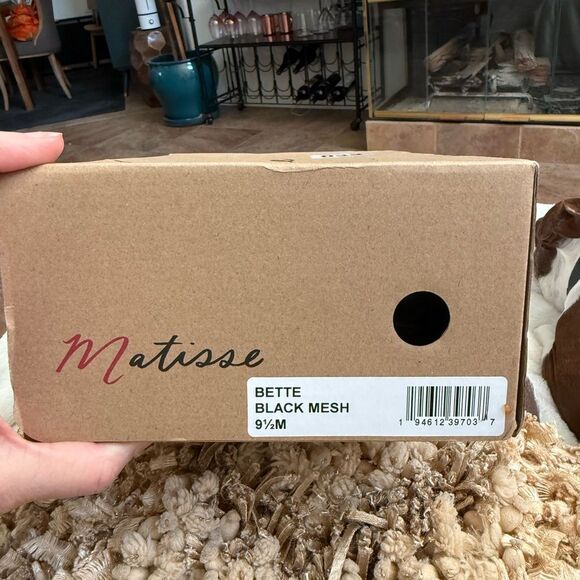 Matisse
BETTE
BLACK MESH
9½M
1 94612 39703 7